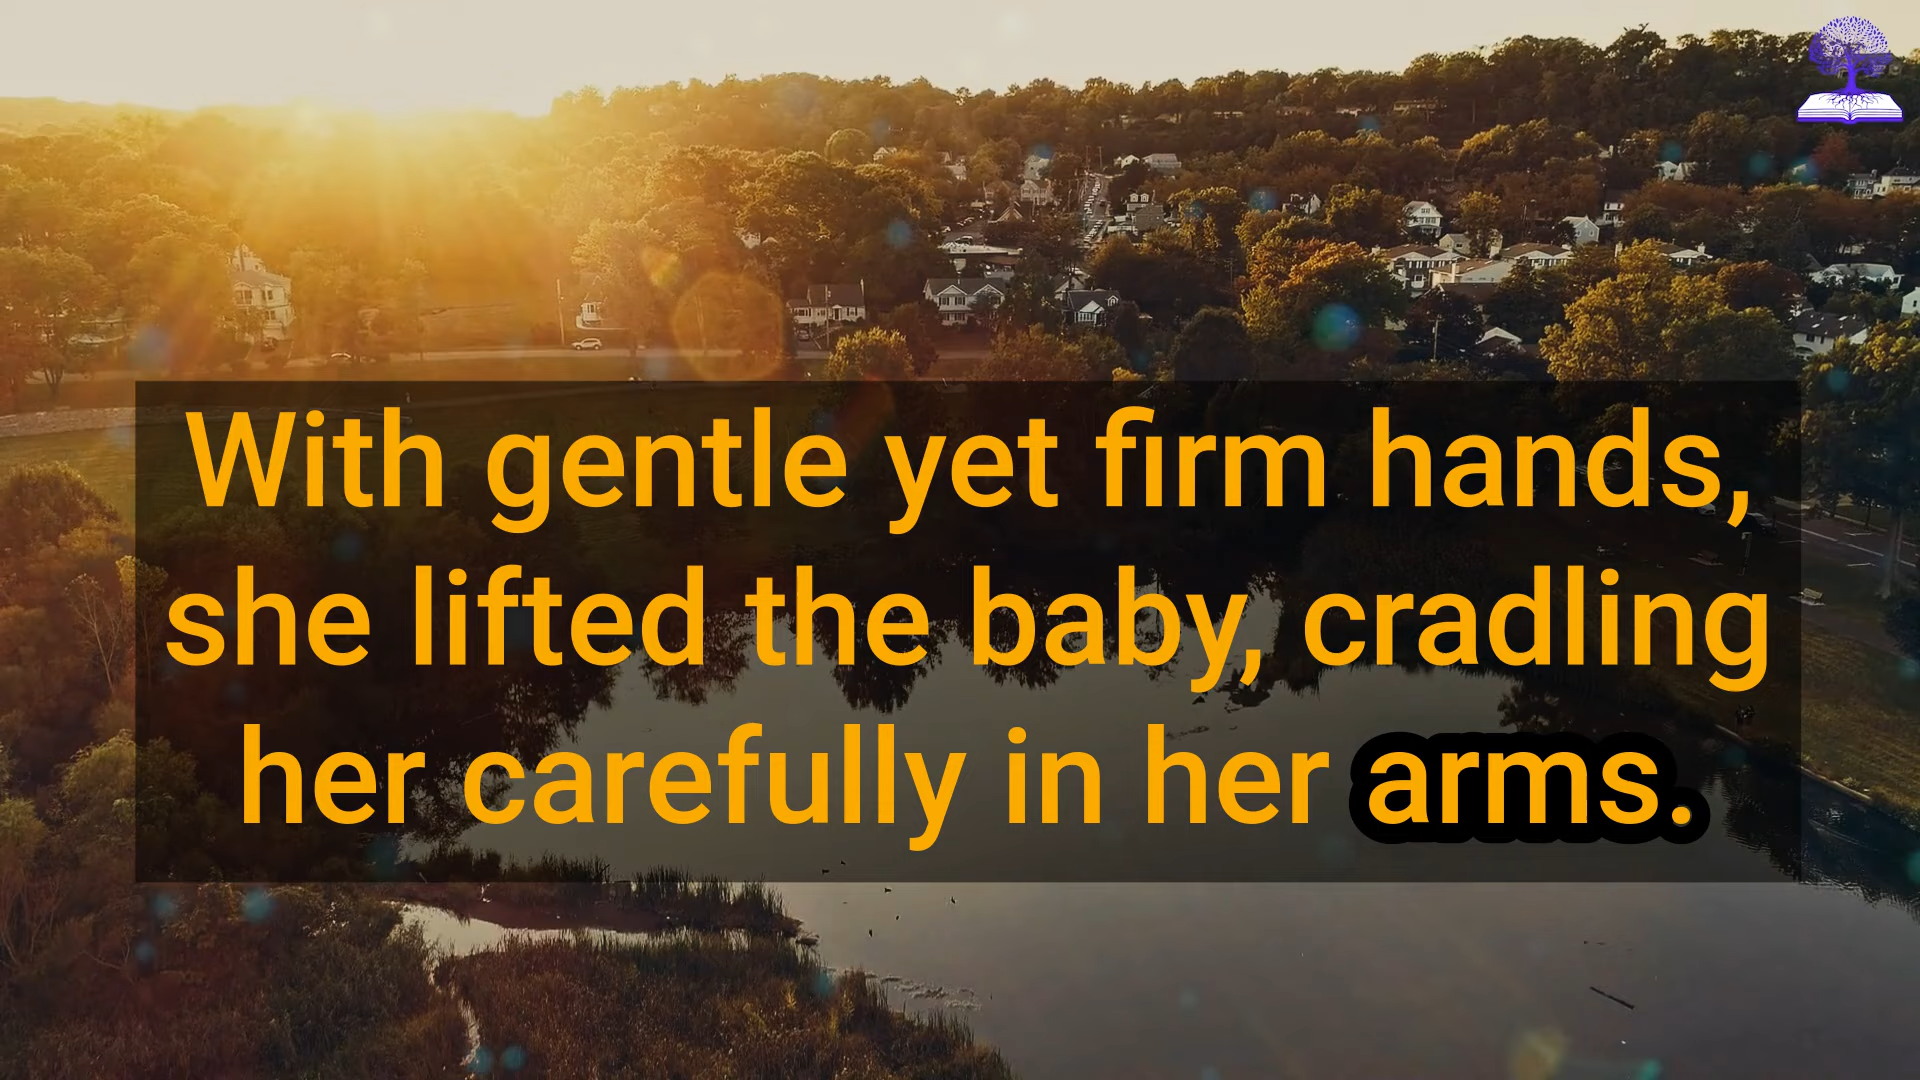 With gentle yet firm hands,
she lifted the baby, cradling
her carefully in her arms.